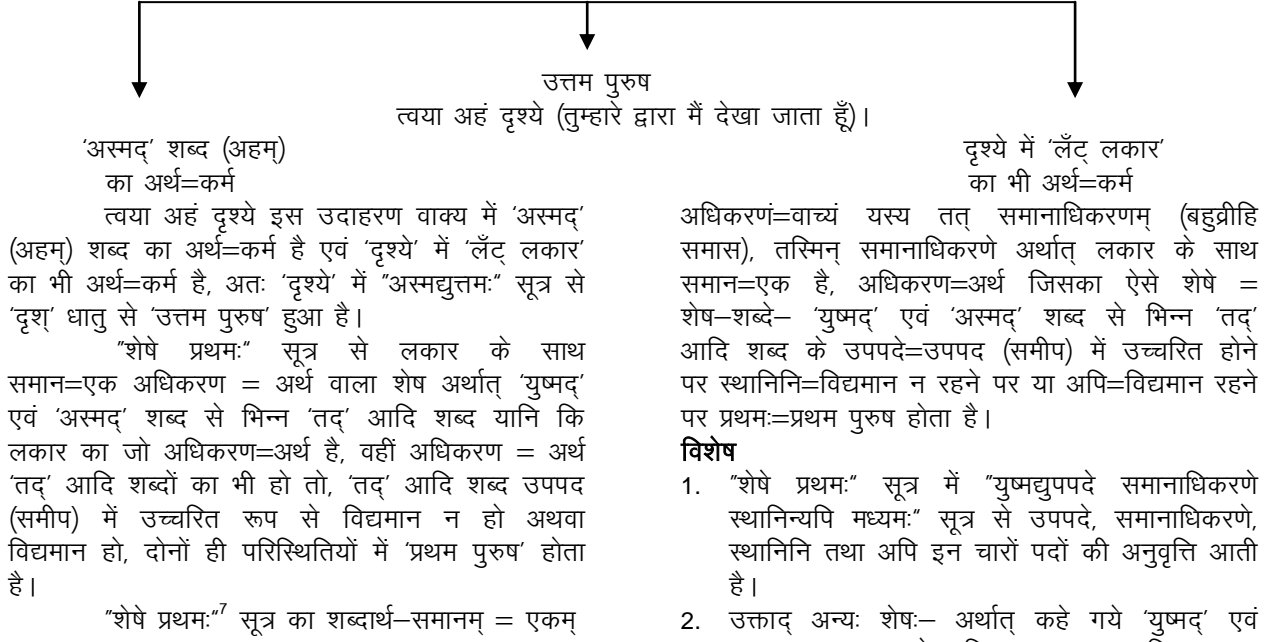 उत्तम पुरुष
त्वया अहं दृश्ये (तुम्हारे द्वारा मैं देखा जाता हूँ)।
'अस्मद्' शब्द (अहम्)
का अर्थ=कर्म
दृश्ये में 'लँट् लकार'
का भी अर्थ=कर्म
त्वया अहं दृश्ये इस उदाहरण वाक्य में 'अस्मद्'
(अहम्) शब्द का अर्थ=कर्म है एवं 'दृश्ये' में 'लँट् लकार'
का भी अर्थ=कर्म है, अतः 'दृश्ये' में "अस्मद्युत्तमः" सूत्र से
'दृश्' धातु से 'उत्तम पुरुष' हुआ है।
"शेषे प्रथमः" सूत्र से लकार के साथ
समान=एक अधिकरण = अर्थ वाला शेष अर्थात् 'युष्मद्'
एवं 'अस्मद्' शब्द से भिन्न 'तद्' आदि शब्द यानि कि
लकार का जो अधिकरण=अर्थ है, वहीं अधिकरण = अर्थ
'तद्' आदि शब्दों का भी हो तो, 'तद्' आदि शब्द उपपद
(समीप) में उच्चरित रूप से विद्यमान न हो अथवा
विद्यमान हो, दोनों ही परिस्थितियों में 'प्रथम पुरुष' होता
है।
"शेषे प्रथमः"⁷ सूत्र का शब्दार्थ–समानम् = एकम्
अधिकरणं=वाच्यं यस्य तत् समानाधिकरणम् (बहुव्रीहि
समास), तस्मिन् समानाधिकरणे अर्थात् लकार के साथ
समान=एक है, अधिकरण=अर्थ जिसका ऐसे शेषे =
शेष–शब्दे– 'युष्मद्' एवं 'अस्मद्' शब्द से भिन्न 'तद्'
आदि शब्द के उपपदे=उपपद (समीप) में उच्चरित होने
पर स्थानिनि=विद्यमान न रहने पर या अपि=विद्यमान रहने
पर प्रथमः=प्रथम पुरुष होता है।
विशेष
1. "शेषे प्रथमः" सूत्र में "युष्मद्युपपदे समानाधिकरणे
स्थानिन्यपि मध्यमः" सूत्र से उपपदे, समानाधिकरणे,
स्थानिनि तथा अपि इन चारों पदों की अनुवृत्ति आती
है।
2. उक्ताद् अन्यः शेषः– अर्थात् कहे गये 'युष्मद्' एवं